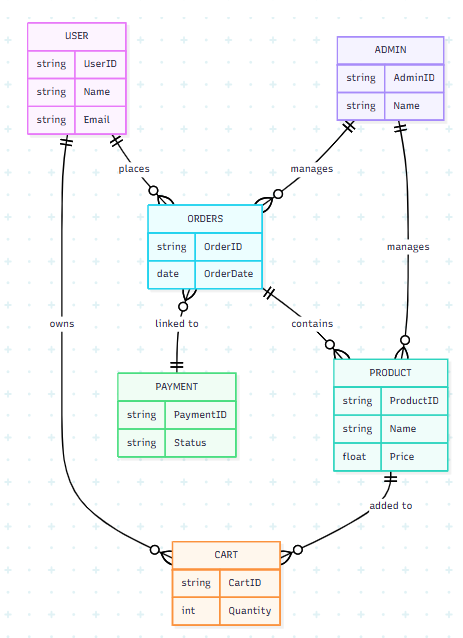 USER
string UserID
string Name
string Email
ADMIN
string AdminID
string Name
places
manages
ORDERS
string OrderID
date OrderDate
manages
owns
linked to
contains
PAYMENT
string PaymentID
string Status
PRODUCT
string ProductID
string Name
float Price
added to
CART
string CartID
int Quantity